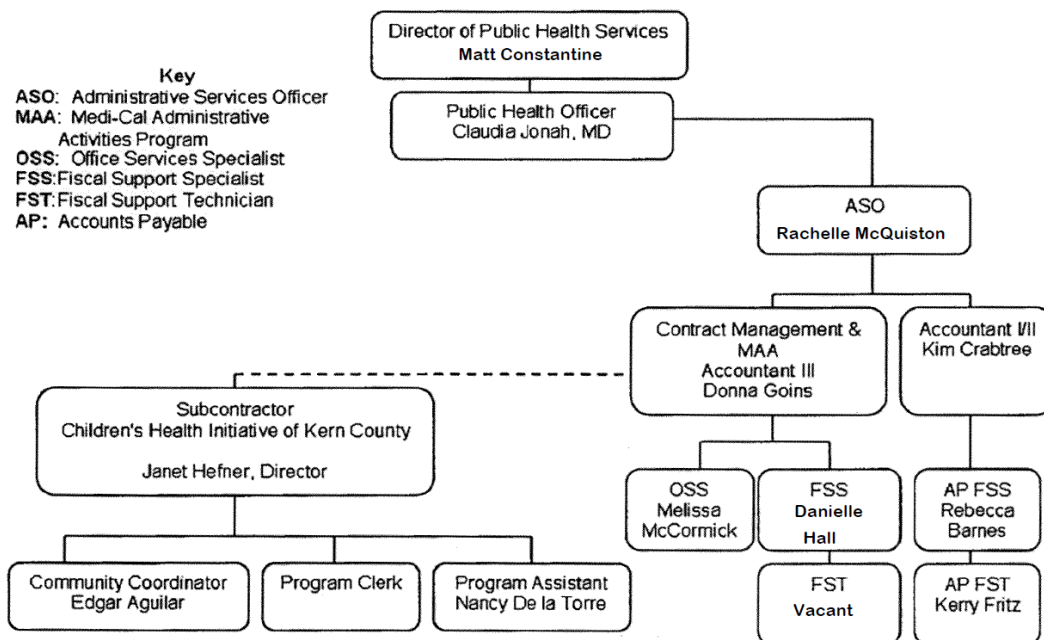 Director of Public Health Services
Matt Constantine
Key
ASO: Administrative Services Officer
MAA: Medi-Cal Administrative
Activities Program
OSS: Office Services Specialist
FSS:Fiscal Support Specialist
FST:Fiscal Support Technician
AP: Accounts Payable
Public Health Officer
Claudia Jonah, MD
ASO
Rachelle McQuiston
Contract Management &
MAA
Accountant III
Donna Goins
Accountant I/II
Kim Crabtree
Subcontractor
Children's Health Initiative of Kern County
Janet Hefner, Director
OSS
Melissa
McCormick
FSS
Danielle
Hall
AP FSS
Rebecca
Barnes
Community Coordinator
Edgar Aguilar
Program Clerk
Program Assistant
Nancy De la Torre
FST
Vacant
AP FST
Kerry Fritz